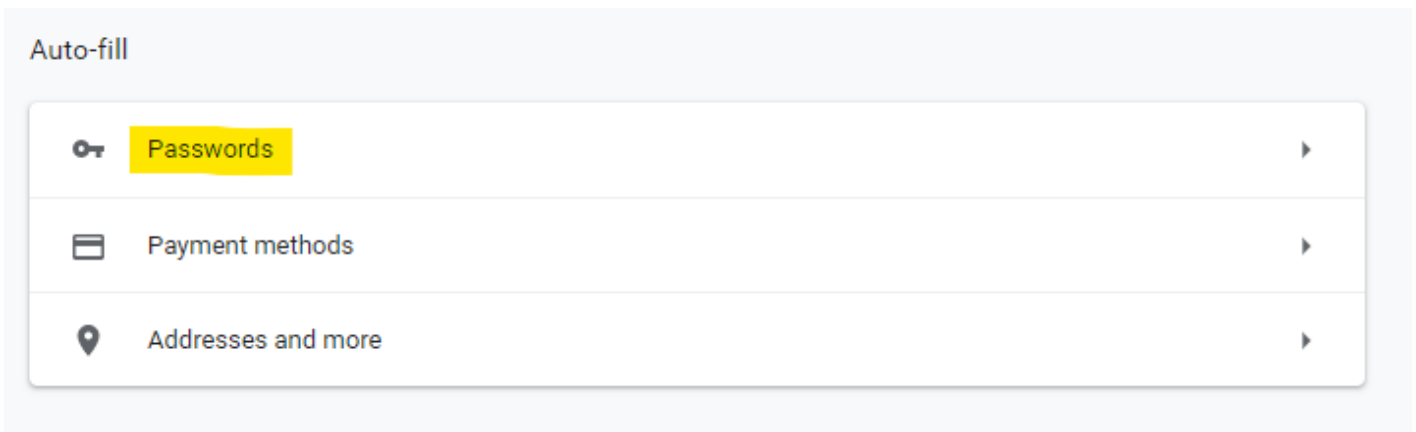 Auto-fill
Passwords
Payment methods
Addresses and more